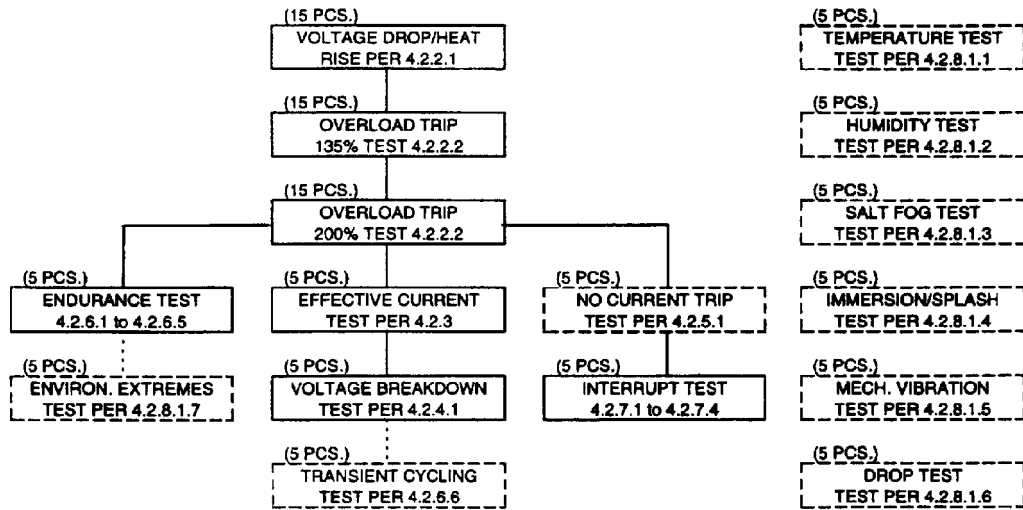 (15 PCS.)
VOLTAGE DROP/HEAT
RISE PER 4.2.2.1
(5 PCS.)
TEMPERATURE TEST
TEST PER 4.2.8.1.1
(15 PCS.)
OVERLOAD TRIP
135% TEST 4.2.2.2
(5 PCS.)
HUMIDITY TEST
TEST PER 4.2.8.1.2
(15 PCS.)
OVERLOAD TRIP
200% TEST 4.2.2.2
(5 PCS.)
SALT FOG TEST
TEST PER 4.2.8.1.3
(5 PCS.)
ENDURANCE TEST
4.2.6.1 to 4.2.6.5
(5 PCS.)
EFFECTIVE CURRENT
TEST PER 4.2.3
(5 PCS.)
NO CURRENT TRIP
TEST PER 4.2.5.1
(5 PCS.)
IMMERSION/SPLASH
TEST PER 4.2.8.1.4
(5 PCS.)
ENVIRON. EXTREMES
TEST PER 4.2.8.1.7
(5 PCS.)
VOLTAGE BREAKDOWN
TEST PER 4.2.4.1
(5 PCS.)
INTERRUPT TEST
4.2.7.1 to 4.2.7.4
(5 PCS.)
MECH. VIBRATION
TEST PER 4.2.8.1.5
(5 PCS.)
TRANSIENT CYCLING
TEST PER 4.2.6.6
(5 PCS.)
DROP TEST
TEST PER 4.2.8.1.6